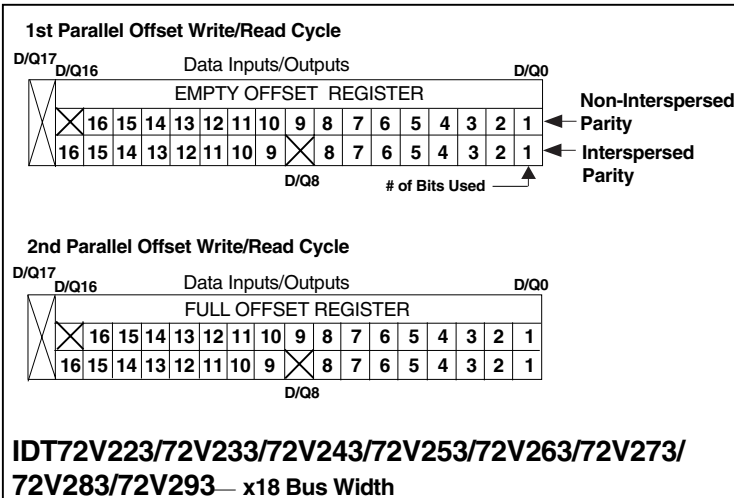 1st Parallel Offset Write/Read Cycle
D/Q17 D/Q16 Data Inputs/Outputs D/Q0
EMPTY OFFSET REGISTER
16 15 14 13 12 11 10 9 8 7 6 5 4 3 2 1 Non-Interspersed Parity
16 15 14 13 12 11 10 9 8 7 6 5 4 3 2 1 Interspersed Parity
D/Q8 # of Bits Used
2nd Parallel Offset Write/Read Cycle
D/Q17 D/Q16 Data Inputs/Outputs D/Q0
FULL OFFSET REGISTER
16 15 14 13 12 11 10 9 8 7 6 5 4 3 2 1
16 15 14 13 12 11 10 9 8 7 6 5 4 3 2 1
D/Q8
IDT72V223/72V233/72V243/72V253/72V263/72V273/
72V283/72V293— x18 Bus Width